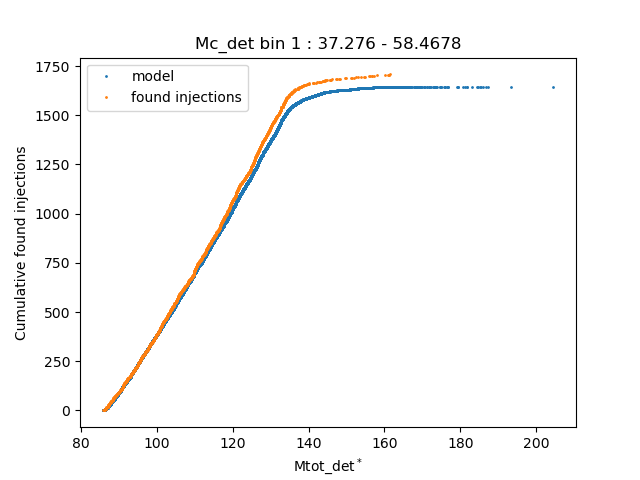 Mc_det bin 1 : 37.276 - 58.4678
model
found injections
1750
1500
1250
1000
750
500
250
0
Cumulative found injections
80 100 120 140 160 180 200
Mtot_det*